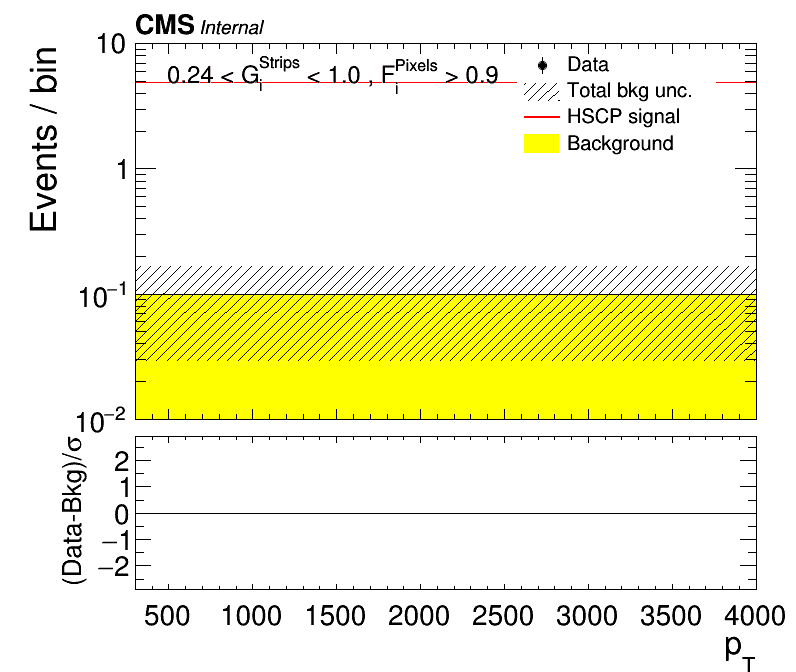 CMS Internal
10
1
10⁻¹
10⁻²
Events / bin
0.24 < G_i^Strips < 1.0 , F_i^Pixels > 0.9
Data
Total bkg unc.
HSCP signal
Background
(Data-Bkg)/σ
2
1
0
−1
−2
500 1000 1500 2000 2500 3000 3500 4000
p_T